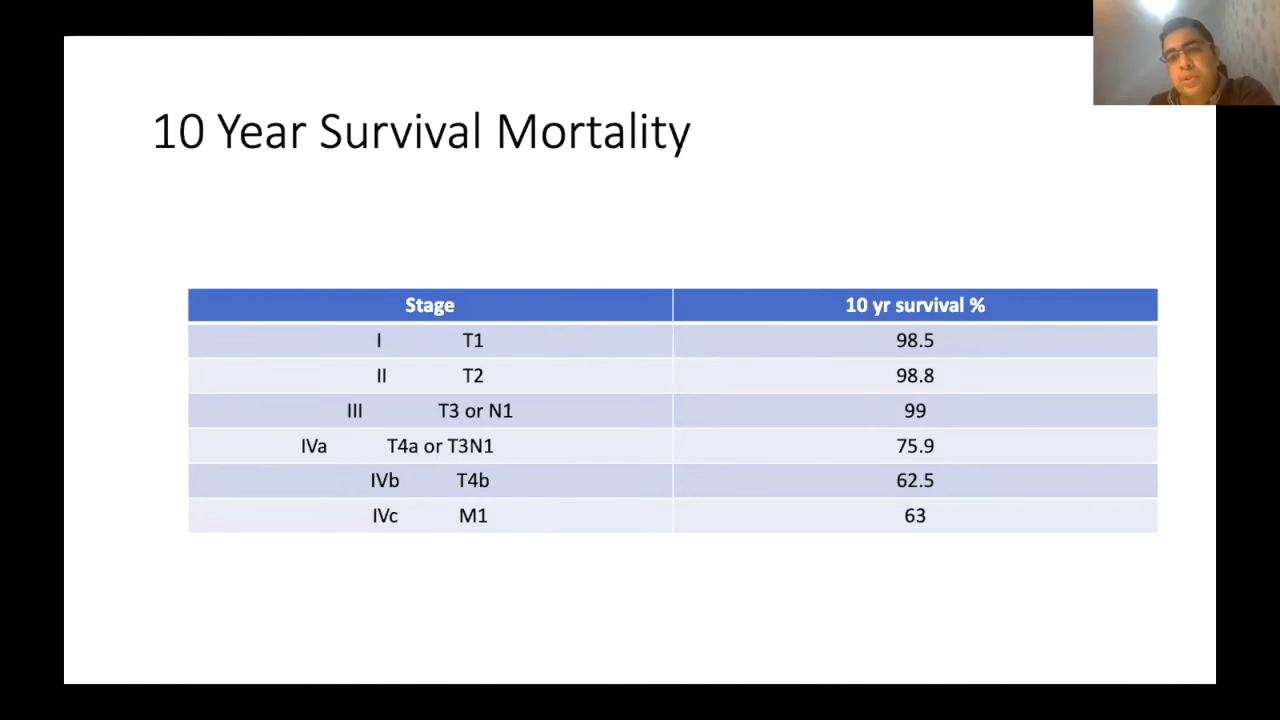 10 Year Survival Mortality
Stage 10 yr survival %
I T1 98.5
II T2 98.8
III T3 or N1 99
IVa T4a or T3N1 75.9
IVb T4b 62.5
IVc M1 63